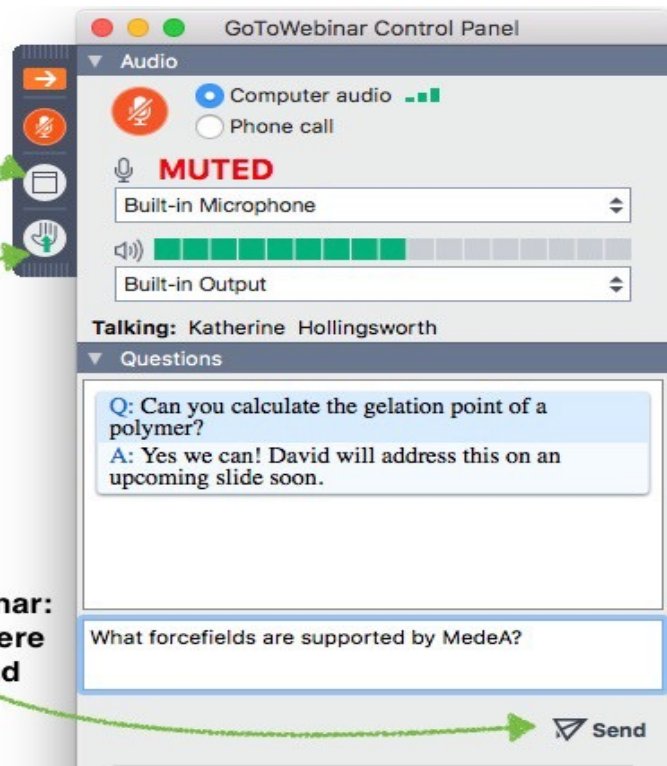 GoToWebinar Control Panel
Audio
Computer audio
Phone call
MUTED
Built-in Microphone
Built-in Output
Talking: Katherine Hollingsworth
Questions
Q: Can you calculate the gelation point of a
polymer?
A: Yes we can! David will address this on an
upcoming slide soon.
What forcefields are supported by MedeA?
Send